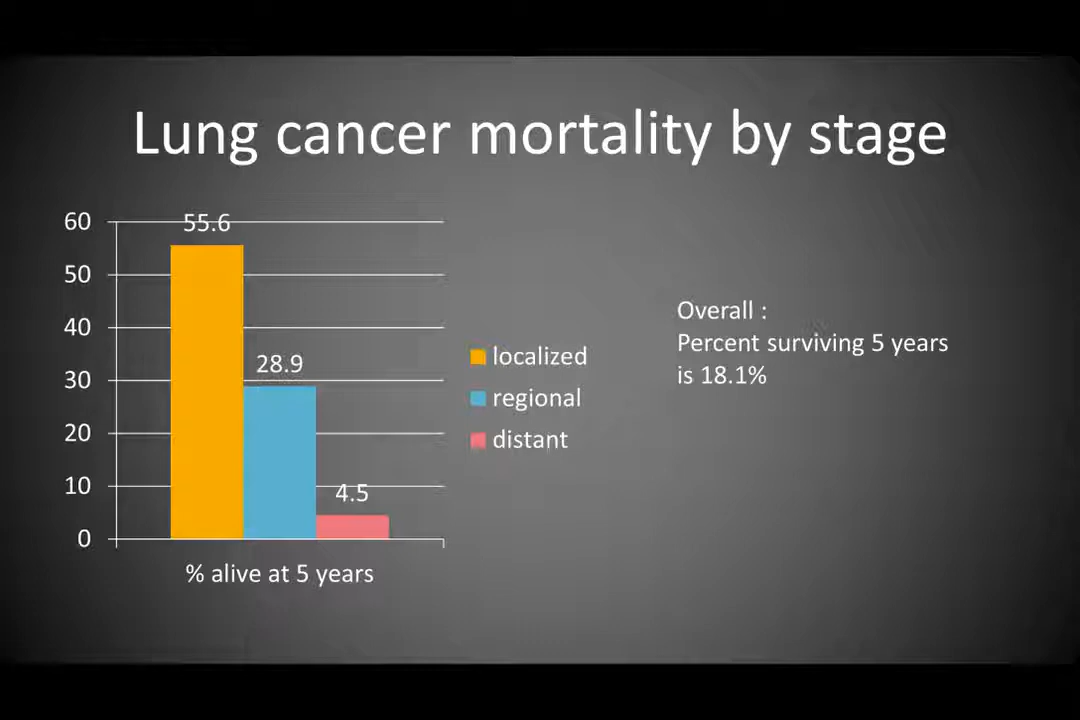 Lung cancer mortality by stage
60
50
40
30
20
10
0
55.6
28.9
4.5
% alive at 5 years
localized
regional
distant
Overall :
Percent surviving 5 years
is 18.1%